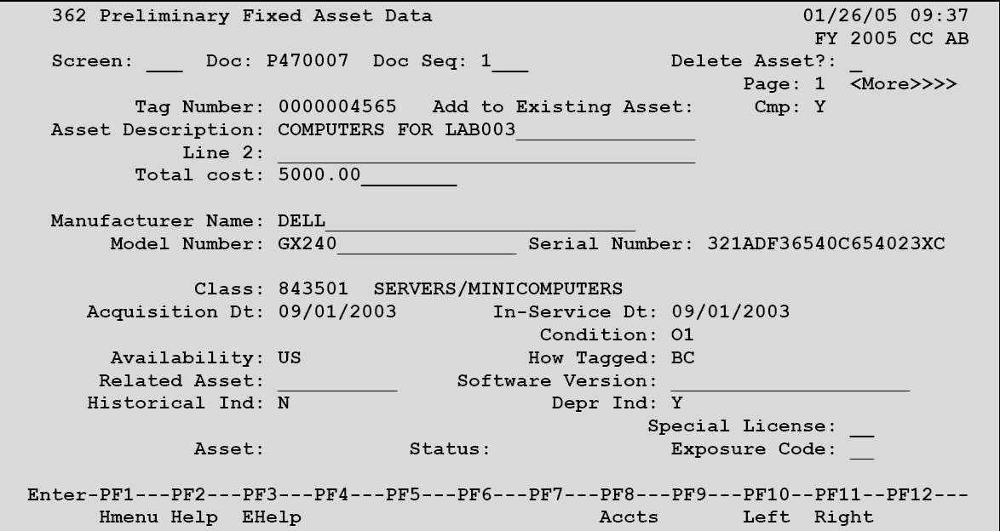 362 Preliminary Fixed Asset Data 01/26/05 09:37
FY 2005 CC AB
Screen: ___ Doc: P470007 Doc Seq: 1___ Delete Asset?: _
Page: 1 <More>>>>
Tag Number: 0000004565 Add to Existing Asset: Cmp: Y
Asset Description: COMPUTERS FOR LAB003_______________
Line 2: ___________________________________
Total cost: 5000.00________
Manufacturer Name: DELL__________________________
Model Number: GX240_______________ Serial Number: 321ADF36540C654023XC
Class: 843501 SERVERS/MINICOMPUTERS
Acquisition Dt: 09/01/2003 In-Service Dt: 09/01/2003
Condition: O1
Availability: US How Tagged: BC
Related Asset: __________ Software Version: ____________________
Historical Ind: N Depr Ind: Y
Special License: __
Asset: Status: Exposure Code: __
Enter-PF1---PF2---PF3---PF4---PF5---PF6---PF7---PF8---PF9---PF10--PF11--PF12---
Hmenu Help EHelp Accts Left Right